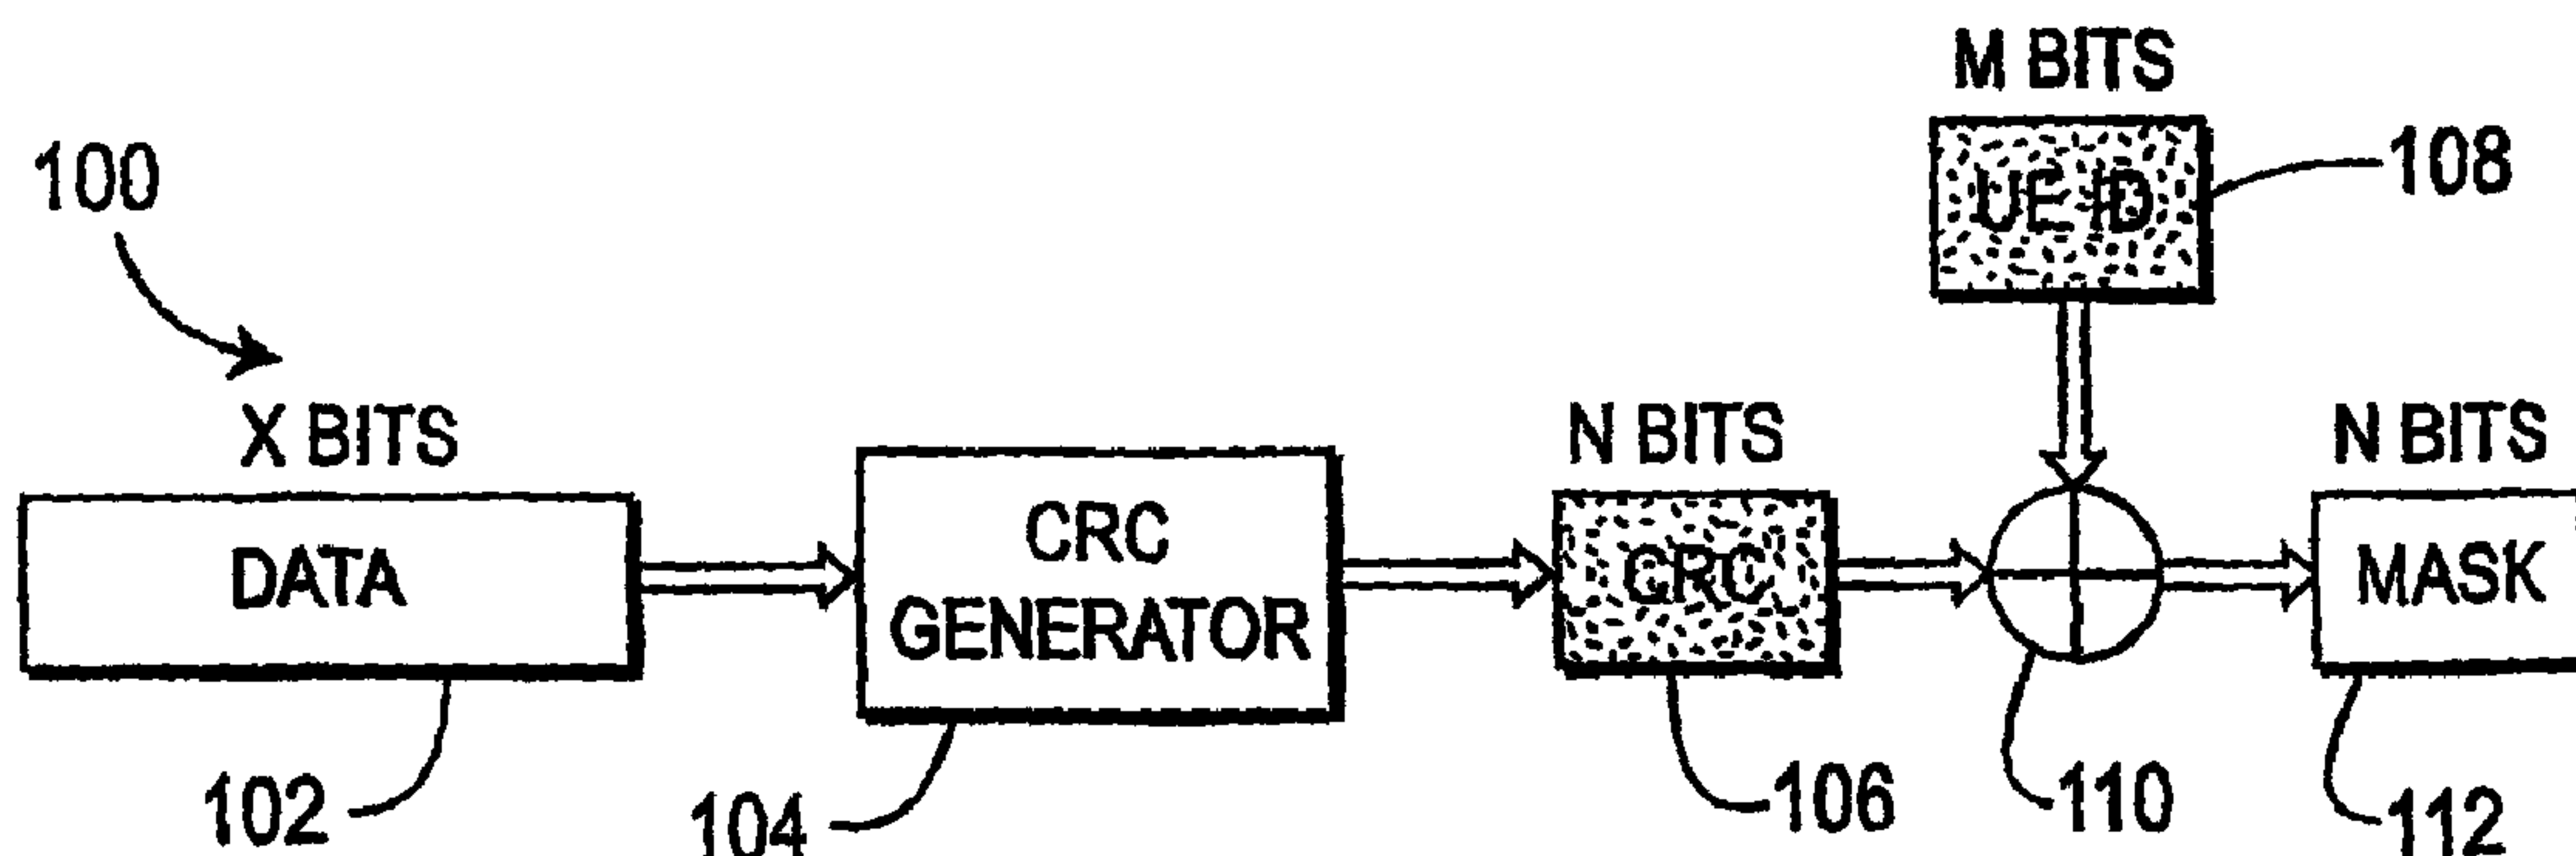 M BITS
100
UE ID
108
X BITS
N BITS
N BITS
DATA
CRC
GENERATOR
CRC
MASK
102
104
106
110
112